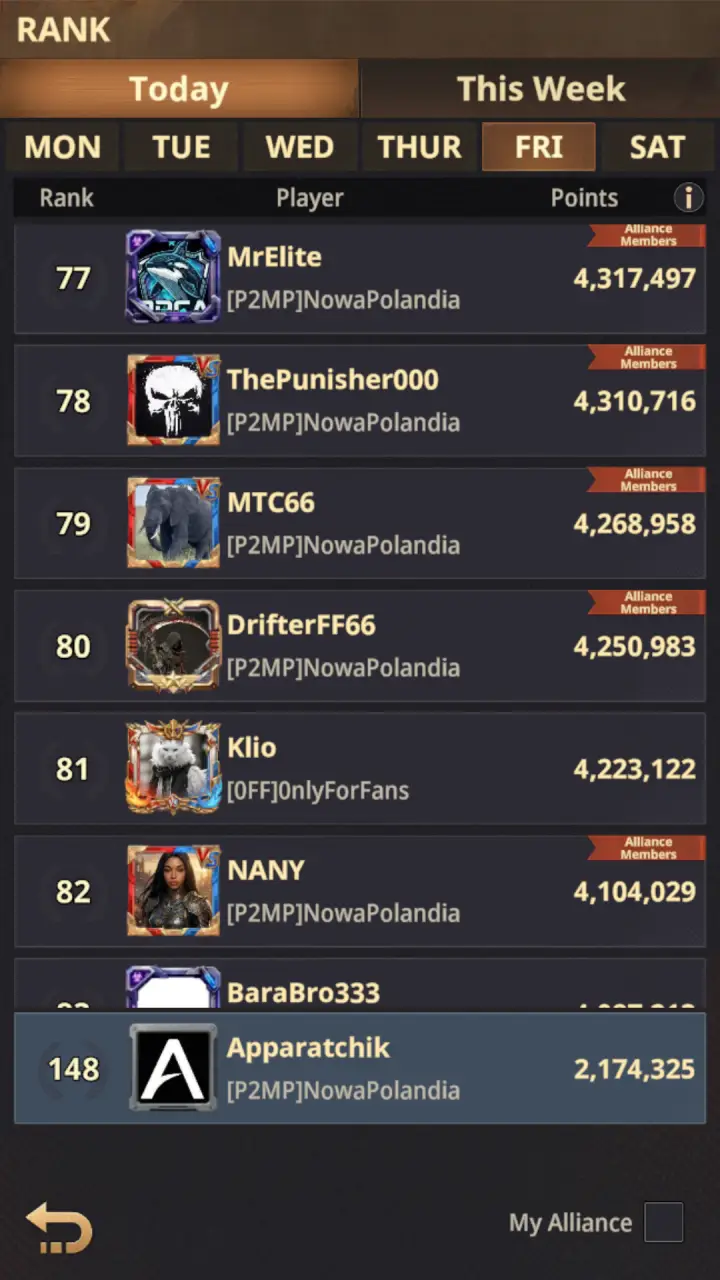 RANK
Today
This Week
MON
TUE
WED
THUR
FRI
SAT
Rank
Player
Points
Alliance
Members
77
MrElite
[P2MP]NowaPolandia
4,317,497
Alliance
Members
78
ThePunisher000
[P2MP]NowaPolandia
4,310,716
Alliance
Members
79
MTC66
[P2MP]NowaPolandia
4,268,958
Alliance
Members
80
DrifterFF66
[P2MP]NowaPolandia
4,250,983
81
Klio
[0FF]0nlyForFans
4,223,122
Alliance
Members
82
NANY
[P2MP]NowaPolandia
4,104,029
BaraBro333
148
A
Apparatchik
[P2MP]NowaPolandia
2,174,325
My Alliance